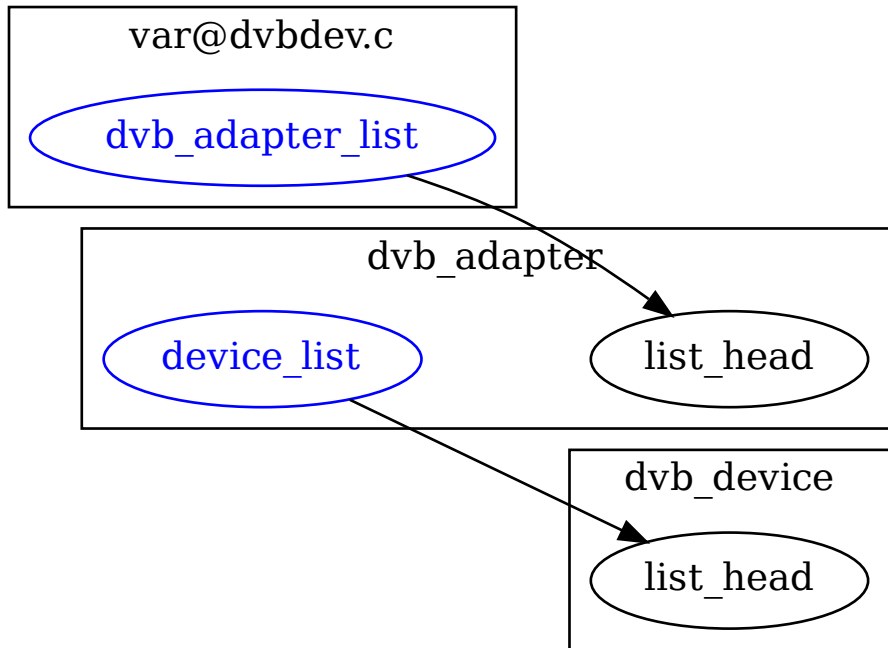 var@dvbdev.c
dvb_adapter_list
dvb_adapter
device_list
list_head
dvb_device
list_head